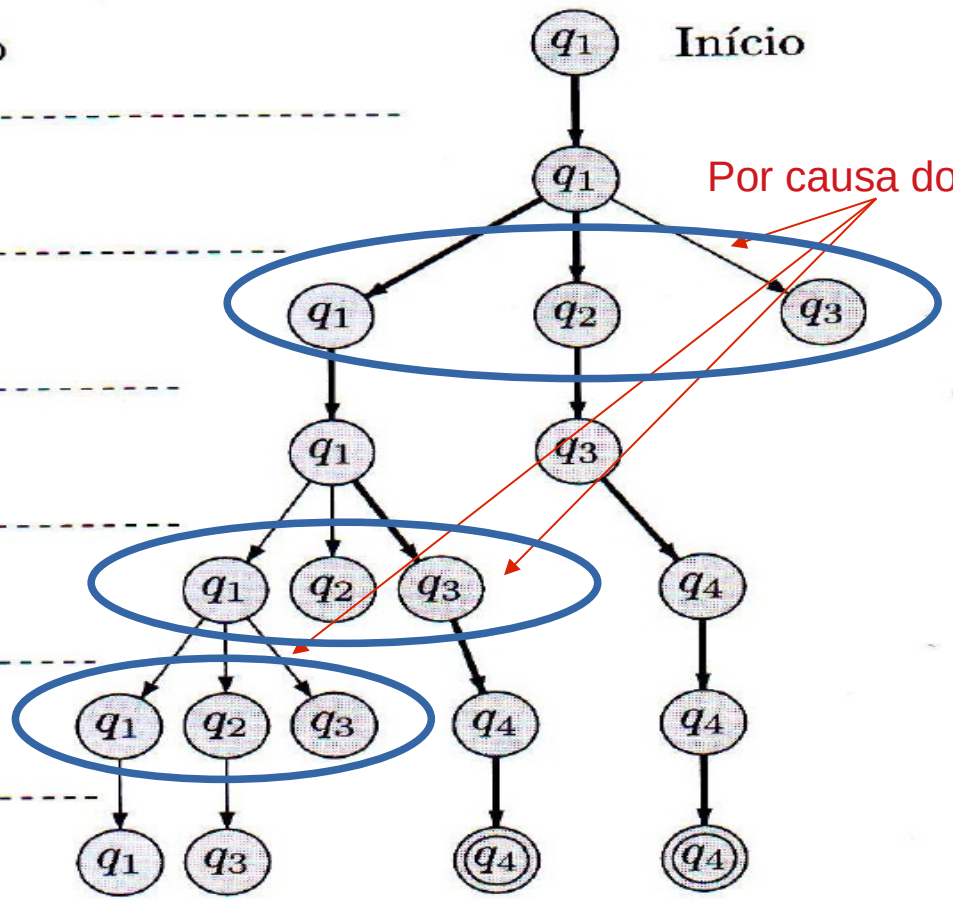 q1 Início
q1
Por causa do
q1 q2 q3
q1 q3
q1 q2 q3 q4
q1 q2 q3 q4 q4
q1 q3 q4 q4